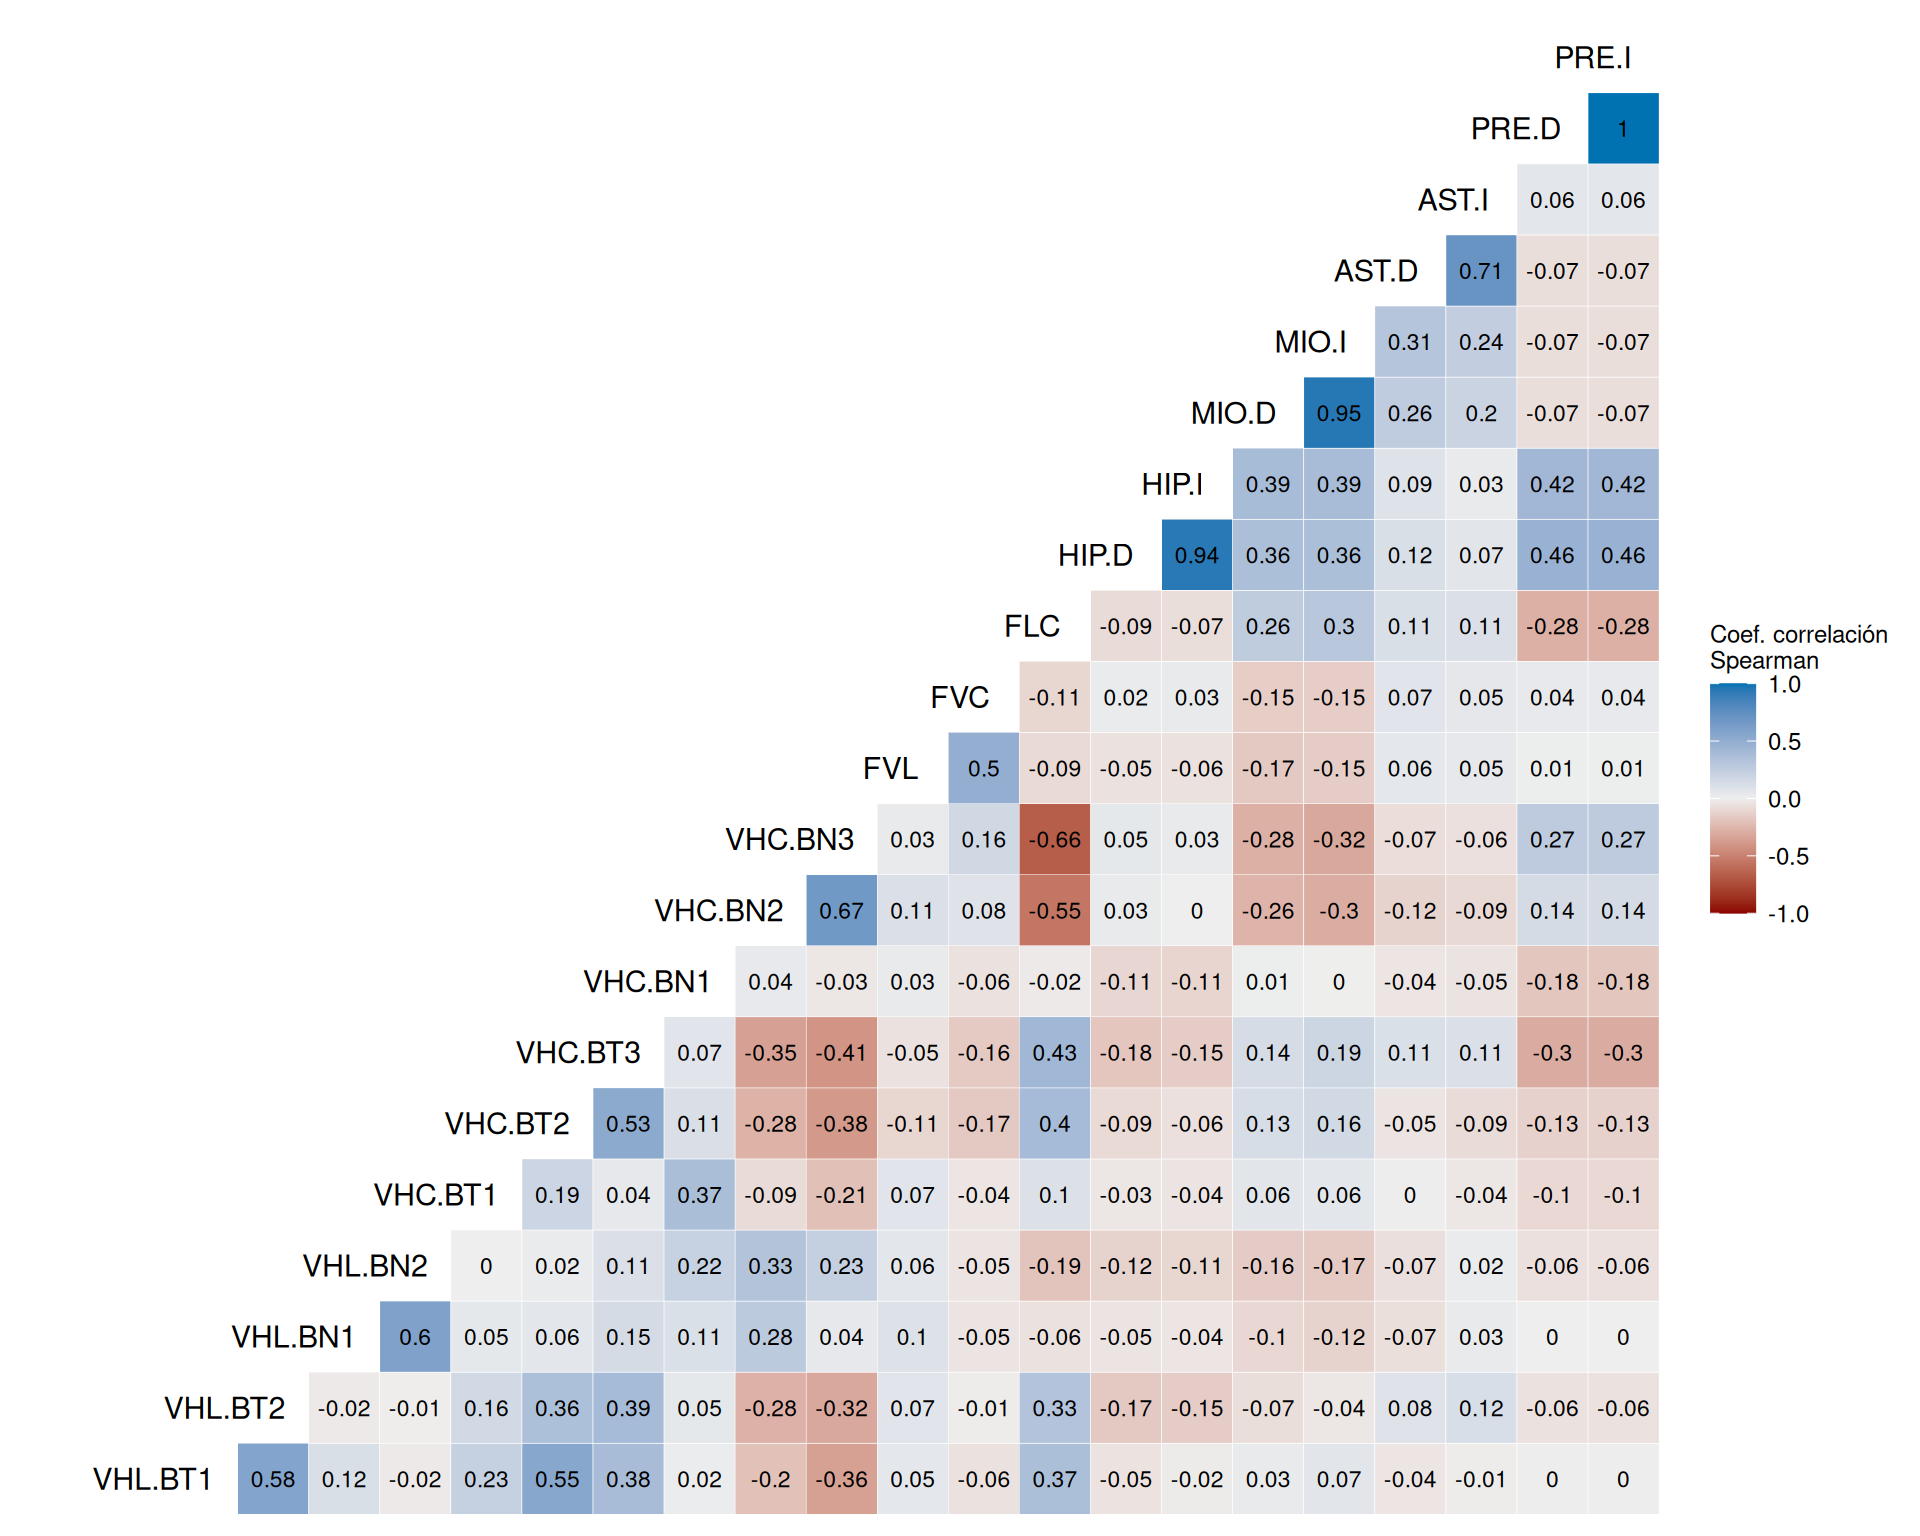 PRE.I
PRE.D 1
AST.I 0.06 0.06
AST.D 0.71 -0.07 -0.07
MIO.I 0.31 0.24 -0.07 -0.07
MIO.D 0.95 0.26 0.2 -0.07 -0.07
HIP.I 0.39 0.39 0.09 0.03 0.42 0.42
HIP.D 0.94 0.36 0.36 0.12 0.07 0.46 0.46
FLC -0.09 -0.07 0.26 0.3 0.11 0.11 -0.28 -0.28
FVC -0.11 0.02 0.03 -0.15 -0.15 0.07 0.05 0.04 0.04
FVL 0.5 -0.09 -0.05 -0.06 -0.17 -0.15 0.06 0.05 0.01 0.01
VHC.BN3 0.03 0.16 -0.66 0.05 0.03 -0.28 -0.32 -0.07 -0.06 0.27 0.27
VHC.BN2 0.67 0.11 0.08 -0.55 0.03 0 -0.26 -0.3 -0.12 -0.09 0.14 0.14
VHC.BN1 0.04 -0.03 0.03 -0.06 -0.02 -0.11 -0.11 0.01 0 -0.04 -0.05 -0.18 -0.18
VHC.BT3 0.07 -0.35 -0.41 -0.05 -0.16 0.43 -0.18 -0.15 0.14 0.19 0.11 0.11 -0.3 -0.3
VHC.BT2 0.53 0.11 -0.28 -0.38 -0.11 -0.17 0.4 -0.09 -0.06 0.13 0.16 -0.05 -0.09 -0.13 -0.13
VHC.BT1 0.19 0.04 0.37 -0.09 -0.21 0.07 -0.04 0.1 -0.03 -0.04 0.06 0.06 0 -0.04 -0.1 -0.1
VHL.BN2 0 0.02 0.11 0.22 0.33 0.23 0.06 -0.05 -0.19 -0.12 -0.11 -0.16 -0.17 -0.07 0.02 -0.06 -0.06
VHL.BN1 0.6 0.05 0.06 0.15 0.11 0.28 0.04 0.1 -0.05 -0.06 -0.05 -0.04 -0.1 -0.12 -0.07 0.03 0 0
VHL.BT2 -0.02 -0.01 0.16 0.36 0.39 0.05 -0.28 -0.32 0.07 -0.01 0.33 -0.17 -0.15 -0.07 -0.04 0.08 0.12 -0.06 -0.06
VHL.BT1 0.58 0.12 -0.02 0.23 0.55 0.38 0.02 -0.2 -0.36 0.05 -0.06 0.37 -0.05 -0.02 0.03 0.07 -0.04 -0.01 0 0
Coef. correlación
Spearman
1.0
0.5
0.0
-0.5
-1.0